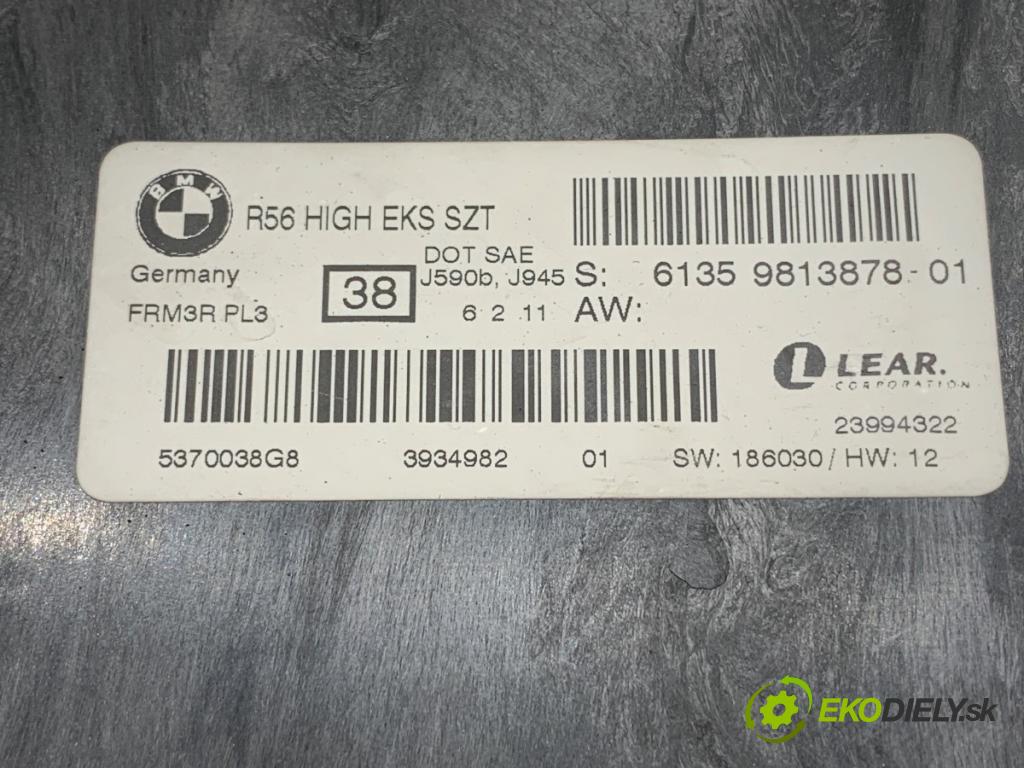 BMW
R56 HIGH EKS SZT
Germany
DOT SAE
38
J590b, J945
S: 6135 9813878-01
FRM3R PL3
6 2 11
AW:
L LEAR.
CORPORATION
23994322
5370038G8 3934982 01 SW: 186030 / HW: 12
EKODIELY.sk